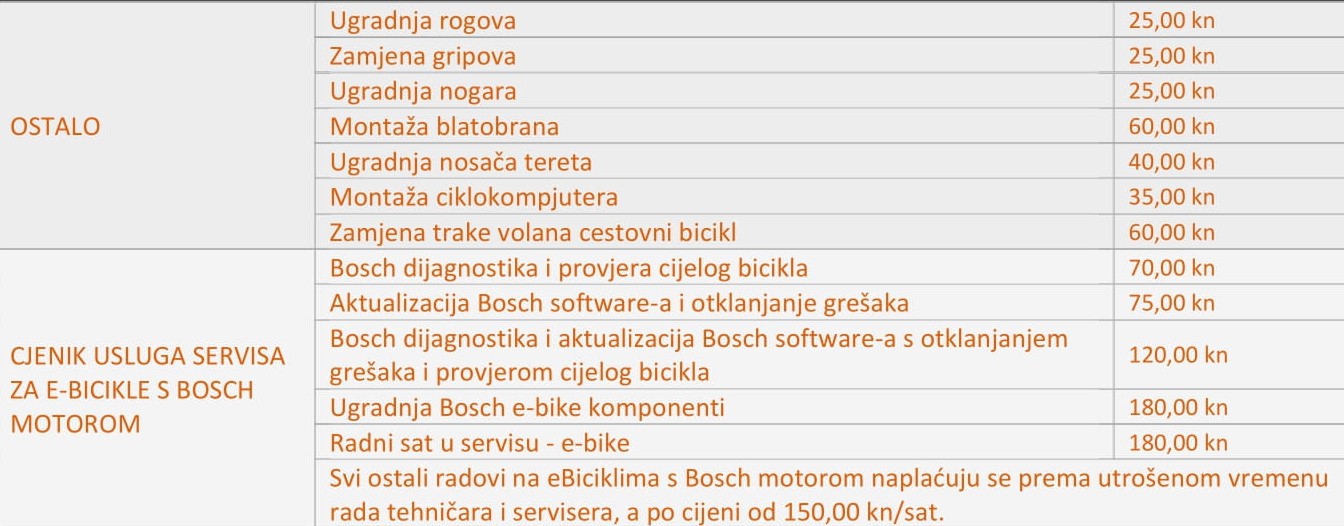 OSTALO
Ugradnja rogova 25,00 kn
Zamjena gripova 25,00 kn
Ugradnja nogara 25,00 kn
Montaža blatobrana 60,00 kn
Ugradnja nosača tereta 40,00 kn
Montaža ciklokompjutera 35,00 kn
Zamjena trake volana cestovni bicikl 60,00 kn
CJENIK USLUGA SERVISA
ZA E-BICIKLE S BOSCH
MOTOROM
Bosch dijagnostika i provjera cijelog bicikla 70,00 kn
Aktualizacija Bosch software-a i otklanjanje grešaka 75,00 kn
Bosch dijagnostika i aktualizacija Bosch software-a s otklanjanjem
grešaka i provjerom cijelog bicikla 120,00 kn
Ugradnja Bosch e-bike komponenti 180,00 kn
Radni sat u servisu - e-bike 180,00 kn
Svi ostali radovi na eBiciklima s Bosch motorom naplaćuju se prema utrošenom vremenu
rada tehničara i servisera, a po cijeni od 150,00 kn/sat.